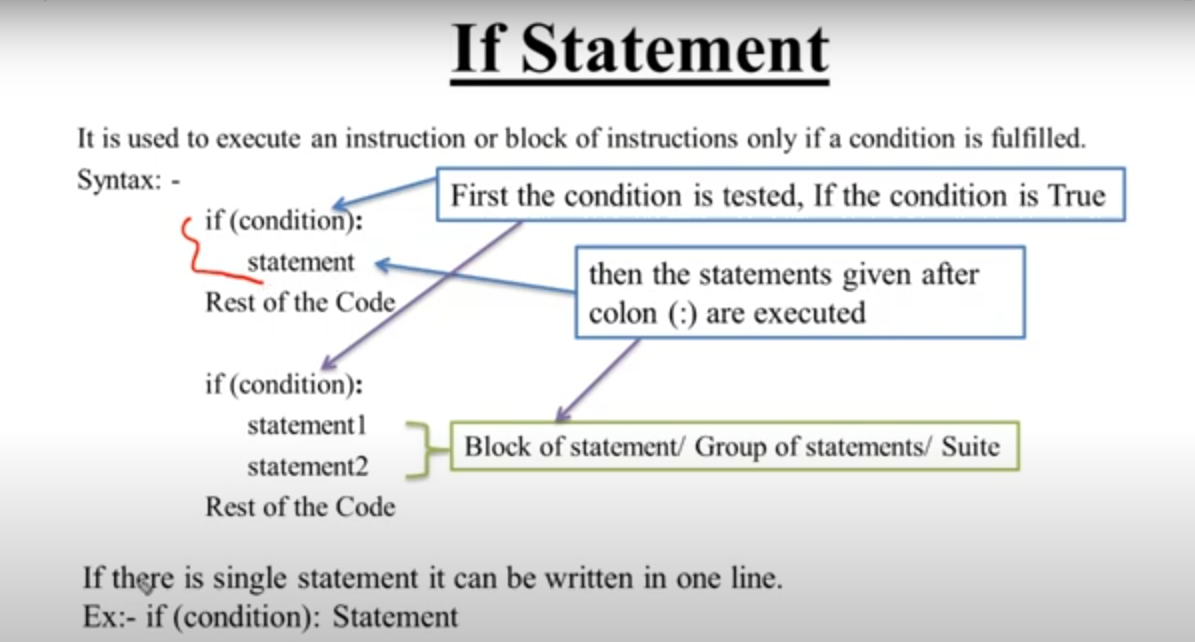 If Statement
It is used to execute an instruction or block of instructions only if a condition is fulfilled.
Syntax: -
First the condition is tested, If the condition is True
if (condition):
statement
then the statements given after
colon (:) are executed
Rest of the Code
if (condition):
statement1
statement2
Block of statement/ Group of statements/ Suite
Rest of the Code
If there is single statement it can be written in one line.
Ex:- if (condition): Statement